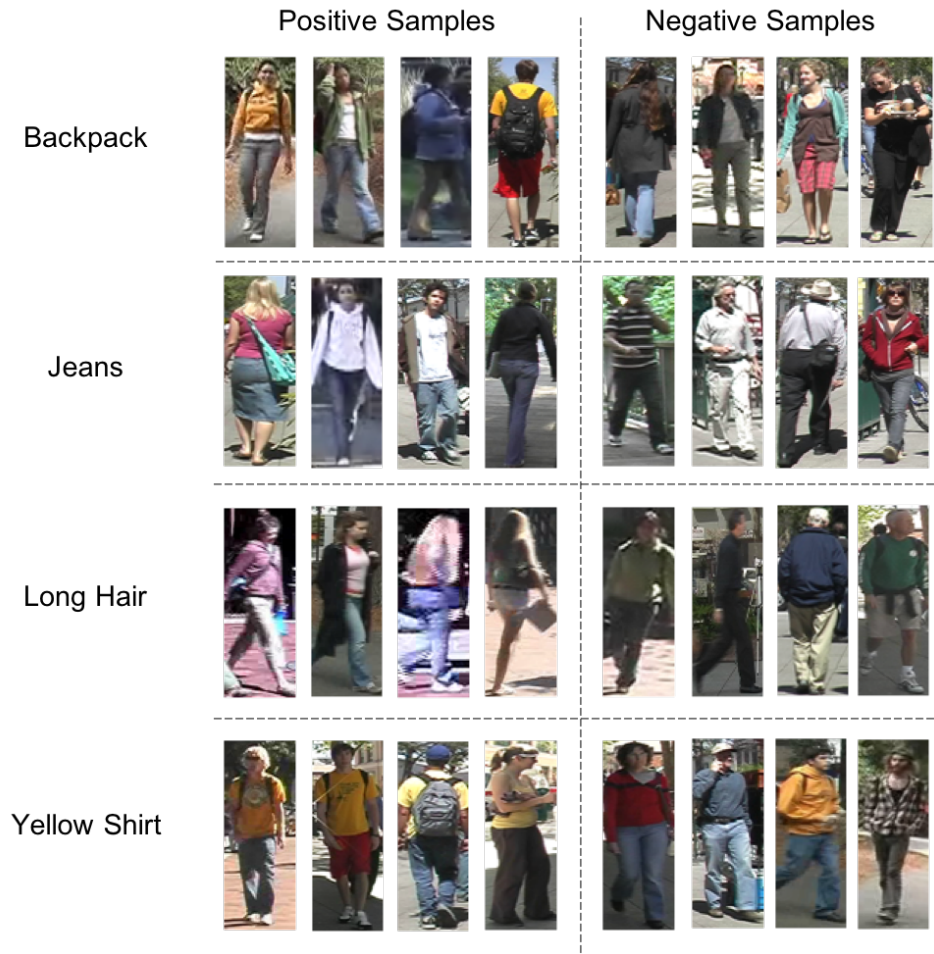 Positive Samples
Negative Samples
Backpack
Jeans
Long Hair
Yellow Shirt